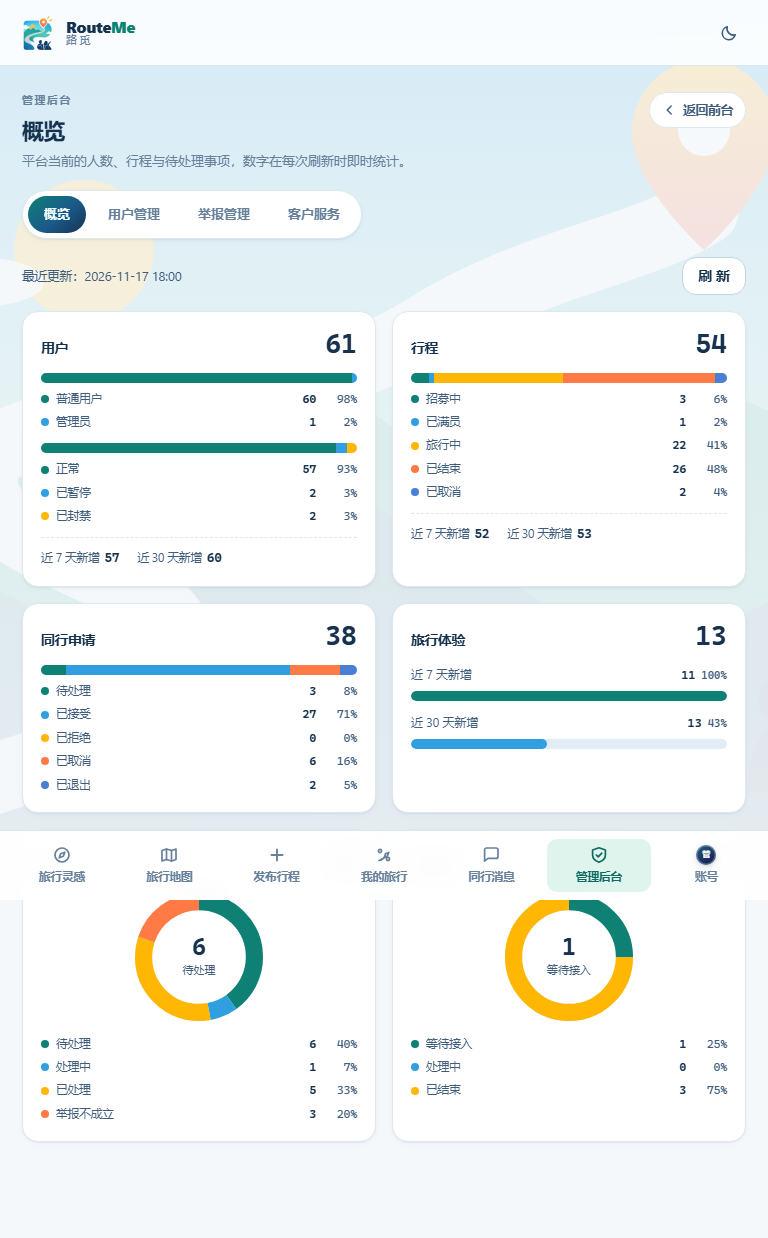 RouteMe
路觅
管理后台
返回前台
概览
平台当前的人数、行程与待处理事项，数字在每次刷新时即时统计。
概览 用户管理 举报管理 客户服务
最近更新：2026-11-17 18:00
刷 新
用户 61
普通用户 60 98%
管理员 1 2%
正常 57 93%
已暂停 2 3%
已封禁 2 3%
近 7 天新增 57 近 30 天新增 60
行程 54
招募中 3 6%
已满员 1 2%
旅行中 22 41%
已结束 26 48%
已取消 2 4%
近 7 天新增 52 近 30 天新增 53
同行申请 38
待处理 3 8%
已接受 27 71%
已拒绝 0 0%
已取消 6 16%
已退出 2 5%
旅行体验 13
近 7 天新增 11 100%
近 30 天新增 13 43%
旅行灵感 旅行地图 发布行程 我的旅行 同行消息 管理后台 账号
6
待处理
待处理 6 40%
处理中 1 7%
已处理 5 33%
举报不成立 3 20%
1
等待接入
等待接入 1 25%
处理中 0 0%
已结束 3 75%